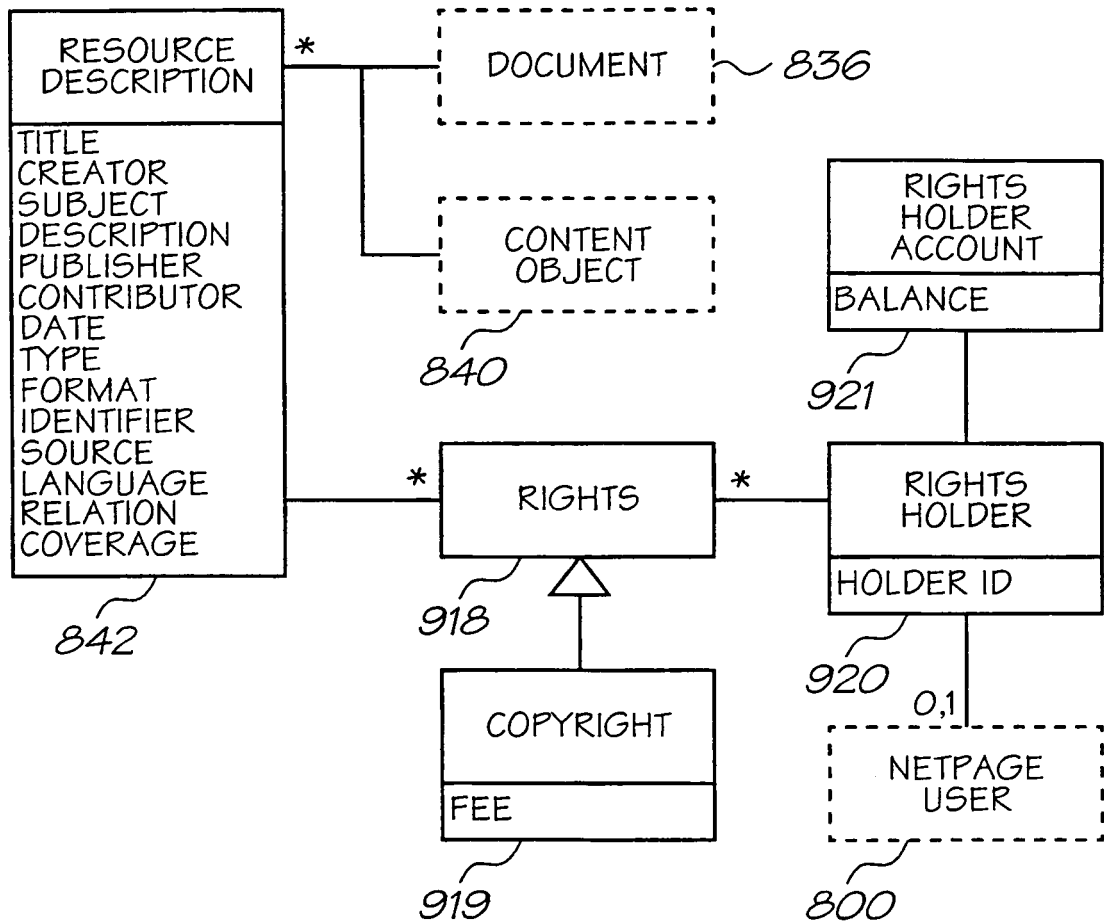 RESOURCE
DESCRIPTION
*
TITLE
CREATOR
SUBJECT
DESCRIPTION
PUBLISHER
CONTRIBUTOR
DATE
TYPE
FORMAT
IDENTIFIER
SOURCE
LANGUAGE
RELATION
COVERAGE
842
DOCUMENT
836
CONTENT
OBJECT
840
RIGHTS
HOLDER
ACCOUNT
BALANCE
921
*
RIGHTS
*
918
RIGHTS
HOLDER
HOLDER ID
920
COPYRIGHT
FEE
919
0,1
NETPAGE
USER
800